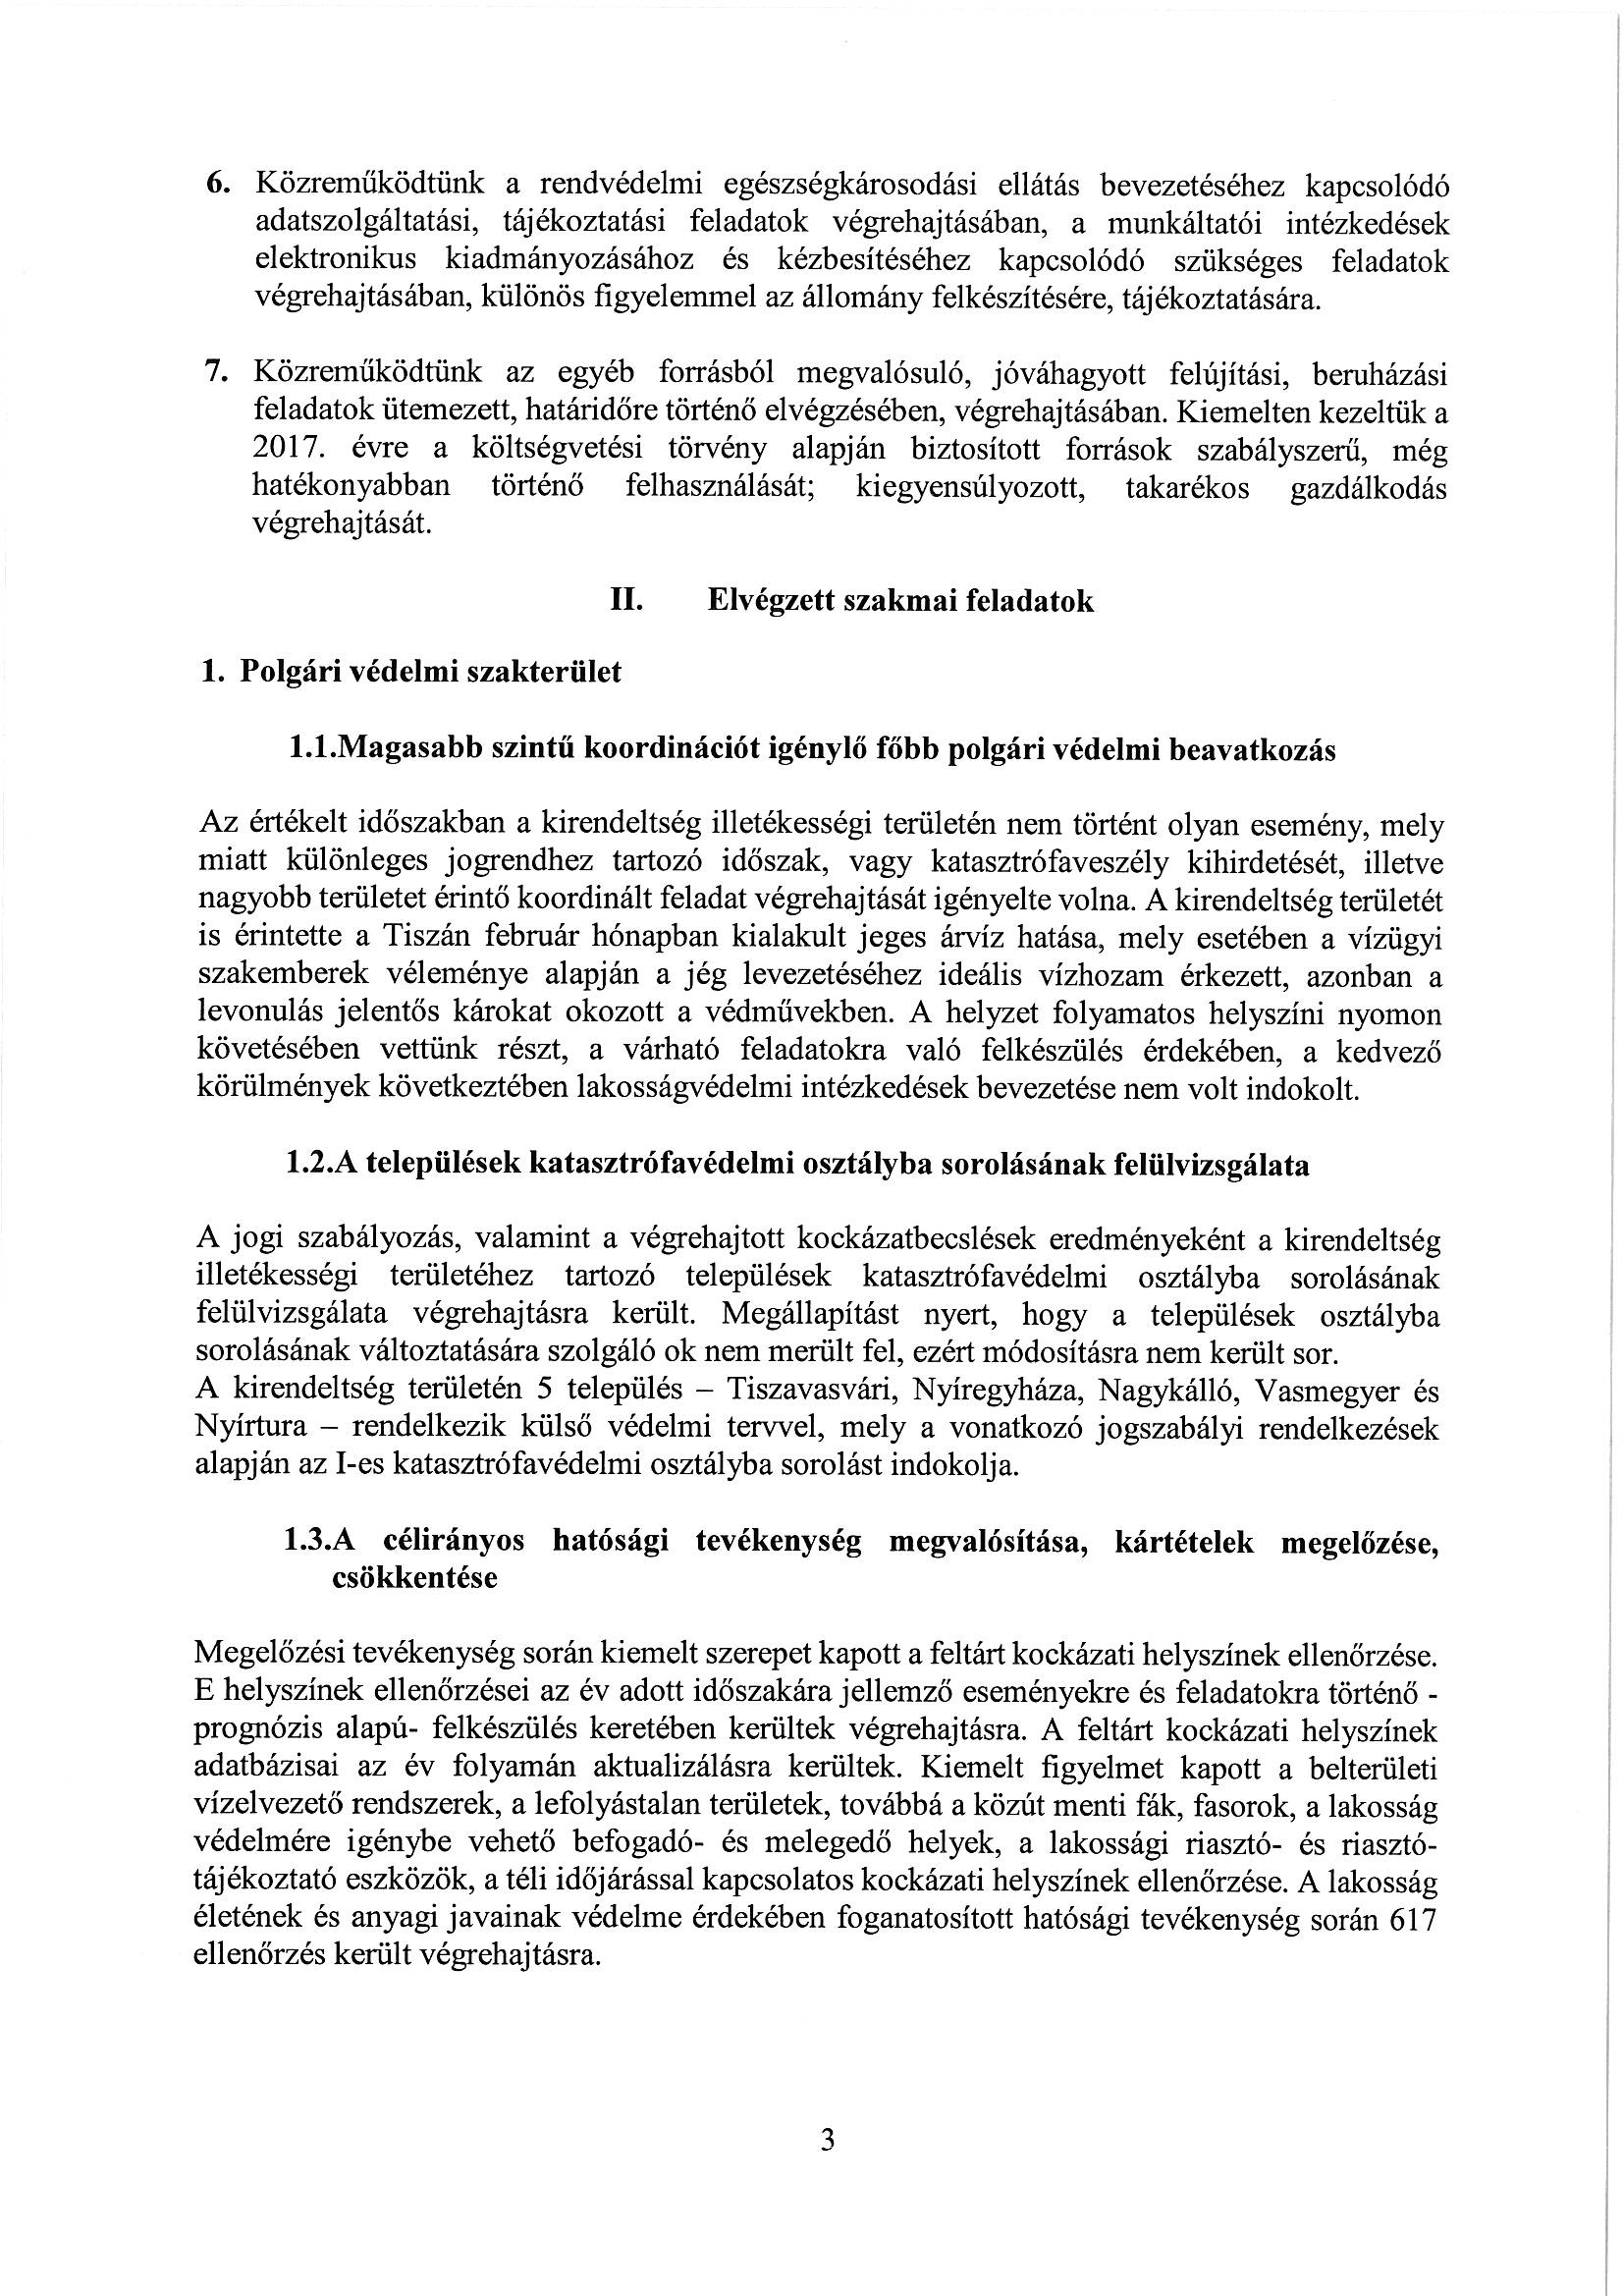 6. Közreműködtünk a rendvédelmi egészségkárosodási ellátás bevezetéséhez kapcsolódó
adatszolgáltatási, tájékoztatási feladatok végrehajtásában, a munkáltatói intézkedések
elektronikus kiadmányozásához és kézbesítéséhez kapcsolódó szükséges feladatok
végrehajtásában, különös figyelemmel az állomány felkészítésére, tájékoztatására.
7. Közreműködtünk az egyéb forrásból megvalósuló, jóváhagyott felújítási, beruházási
feladatok ütemezett, határidőre történő elvégzésében, végrehajtásában. Kiemelten kezeltük a
2017. évre a költségvetési törvény alapján biztosított források szabályszerű, még
hatékonyabban történő felhasználását; kiegyensúlyozott, takarékos gazdálkodás
végrehajtását.
II. Elvégzett szakmai feladatok
1. Polgári védelmi szakterület
1.1.Magasabb szintű koordinációt igénylő főbb polgári védelmi beavatkozás
Az értékelt időszakban a kirendeltség illetékességi területén nem történt olyan esemény, mely
miatt különleges jogrendhez tartozó időszak, vagy katasztrófaveszély kihirdetését, illetve
nagyobb területet érintő koordinált feladat végrehajtását igényelte volna. A kirendeltség területét
is érintette a Tiszán február hónapban kialakult jeges árvíz hatása, mely esetében a vízügyi
szakemberek véleménye alapján a jég levezetéséhez ideális vízhozam érkezett, azonban a
levonulás jelentős károkat okozott a védművekben. A helyzet folyamatos helyszíni nyomon
követésében vettünk részt, a várható feladatokra való felkészülés érdekében, a kedvező
körülmények következtében lakosságvédelmi intézkedések bevezetése nem volt indokolt.
1.2.A települések katasztrófavédelmi osztályba sorolásának felülvizsgálata
A jogi szabályozás, valamint a végrehajtott kockázatbecslések eredményeként a kirendeltség
illetékességi területéhez tartozó települések katasztrófavédelmi osztályba sorolásának
felülvizsgálata végrehajtásra került. Megállapítást nyert, hogy a települések osztályba
sorolásának változtatására szolgáló ok nem merült fel, ezért módosításra nem került sor.
A kirendeltség területén 5 település – Tiszavasvári, Nyíregyháza, Nagykálló, Vasmegyer és
Nyírtura – rendelkezik külső védelmi tervvel, mely a vonatkozó jogszabályi rendelkezések
alapján az I-es katasztrófavédelmi osztályba sorolást indokolja.
1.3.A célirányos hatósági tevékenység megvalósítása, kártételek megelőzése,
csökkentése
Megelőzési tevékenység során kiemelt szerepet kapott a feltárt kockázati helyszínek ellenőrzése.
E helyszínek ellenőrzései az év adott időszakára jellemző eseményekre és feladatokra történő -
prognózis alapú- felkészülés keretében kerültek végrehajtásra. A feltárt kockázati helyszínek
adatbázisai az év folyamán aktualizálásra kerültek. Kiemelt figyelmet kapott a belterületi
vízelvezető rendszerek, a lefolyástalan területek, továbbá a közút menti fák, fasorok, a lakosság
védelmére igénybe vehető befogadó- és melegedő helyek, a lakossági riasztó- és riasztó-
tájékoztató eszközök, a téli időjárással kapcsolatos kockázati helyszínek ellenőrzése. A lakosság
életének és anyagi javainak védelme érdekében foganatosított hatósági tevékenység során 617
ellenőrzés került végrehajtásra.
3